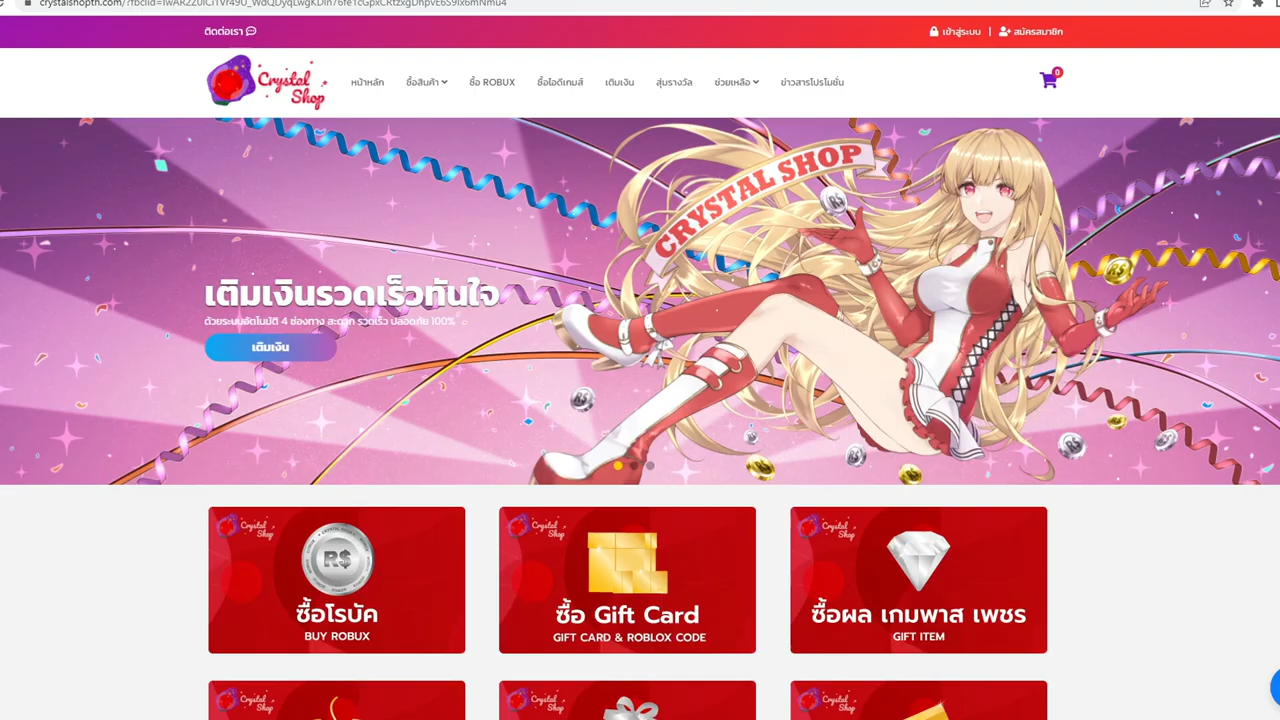 ติดต่อเรา
เข้าสู่ระบบ | สมัครสมาชิก
Crystal Shop
หน้าหลัก ซื้อสินค้า ซื้อ ROBUX ซื้อไอดีเกมส์ เติมเงิน สุ่มรางวัล ช่วยเหลือ ข่าวสารโปรโมชั่น
0
CRYSTAL SHOP
R$
เติมเงินรวดเร็วทันใจ
ด้วยระบบอัตโนมัติ 4 ช่องทาง สะดวก รวดเร็ว ปลอดภัย 100%
เติมเงิน
Crystal Shop
R$
ซื้อโรบัค
BUY ROBUX
Crystal Shop
ซื้อ Gift Card
GIFT CARD & ROBLOX CODE
Crystal Shop
ซื้อผล เกมพาส เพชร
GIFT ITEM
Crystal Shop
Crystal Shop
Crystal Shop